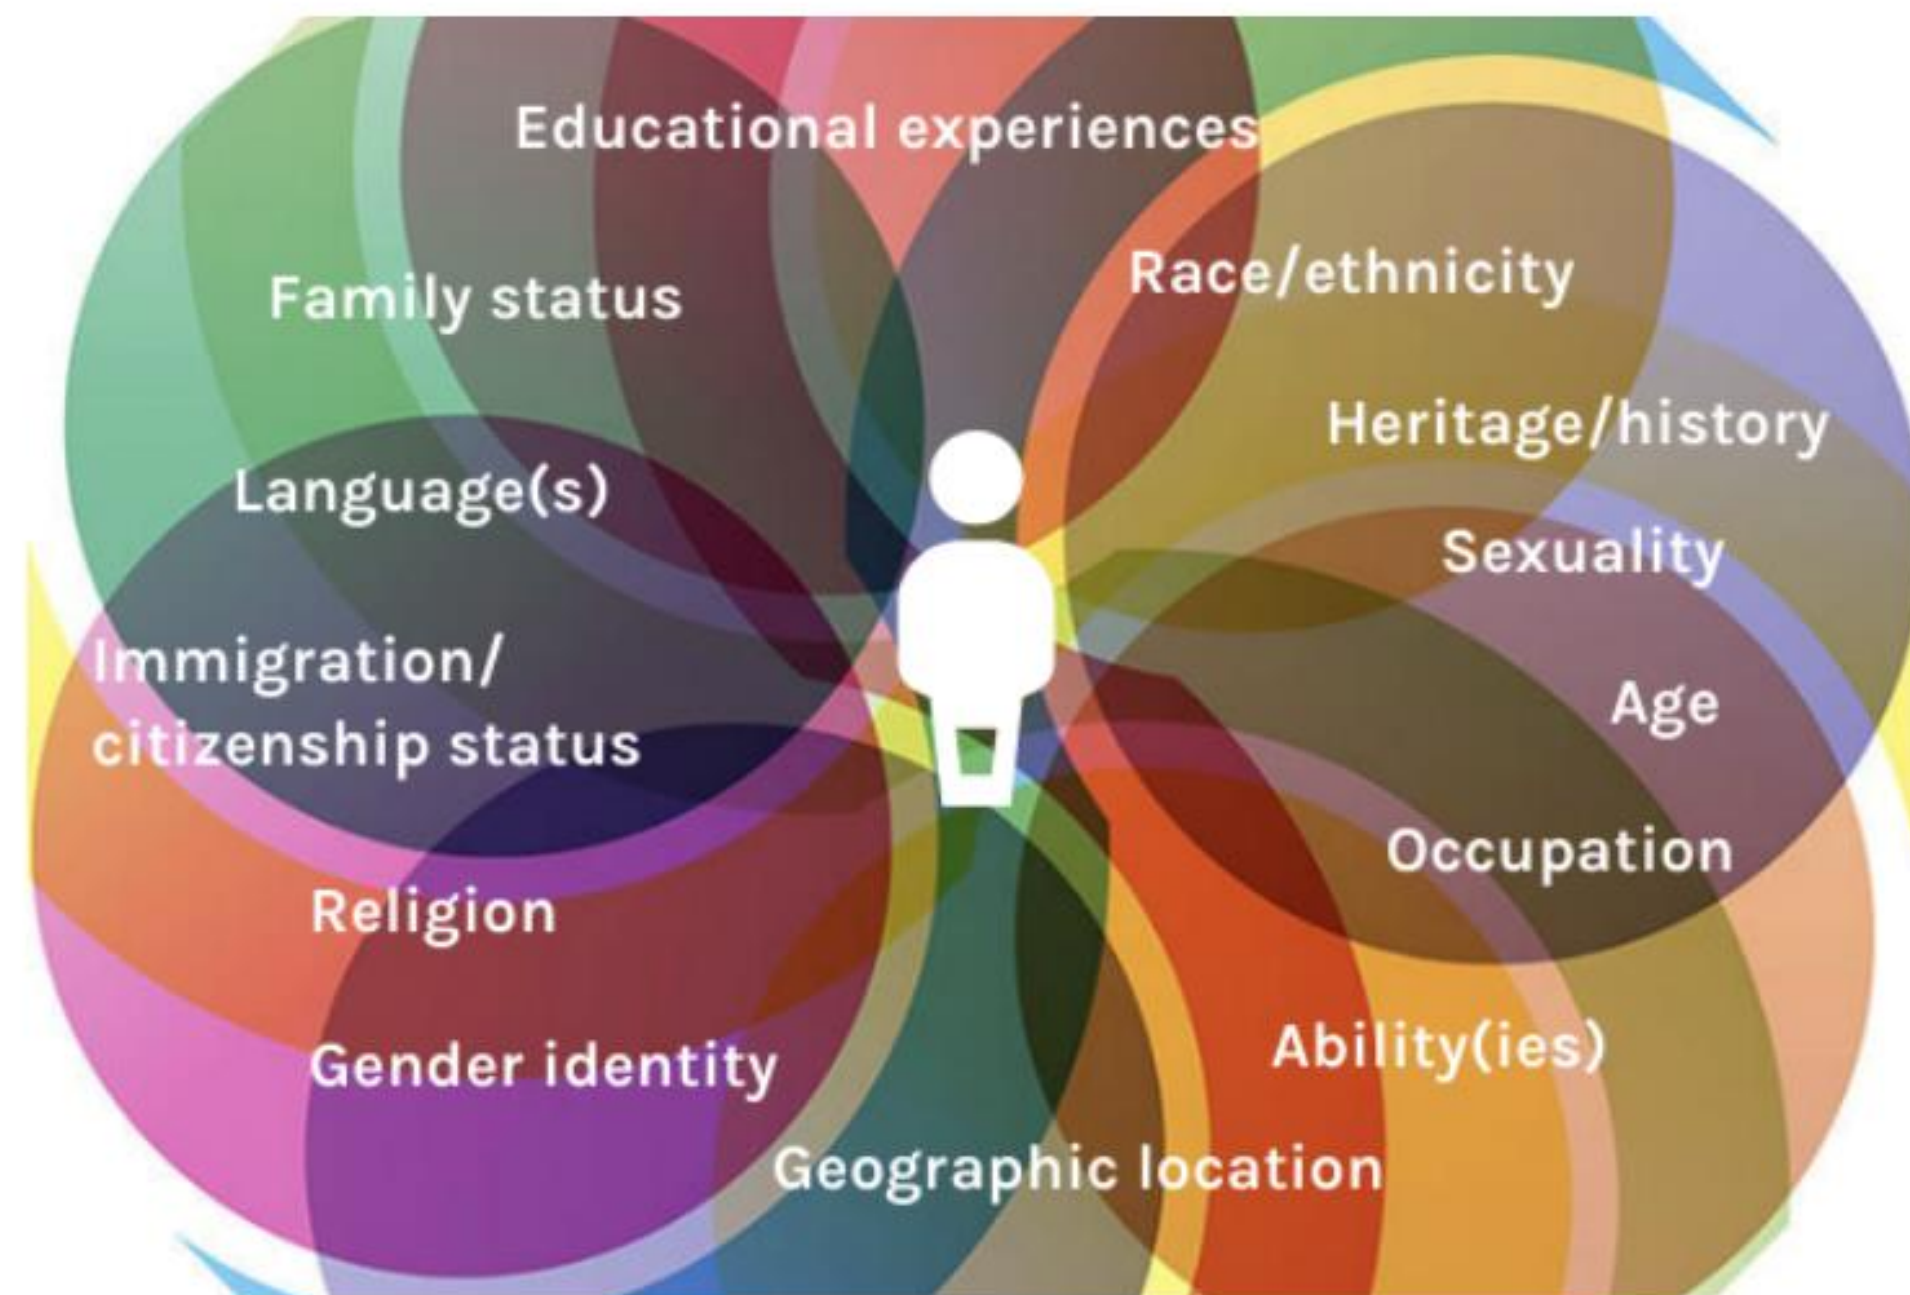 Educational experiences
Race/ethnicity
Family status
Heritage/history
Language(s)
Sexuality
Immigration/
citizenship status
Age
Occupation
Religion
Gender identity
Ability(ies)
Geographic location